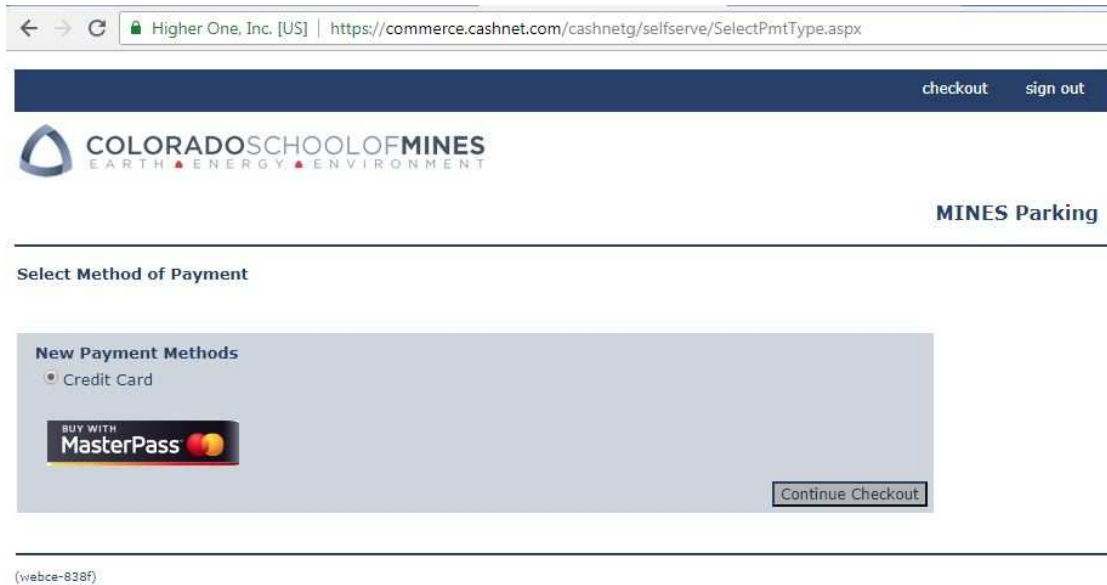 Higher One, Inc. [US] | https://commerce.cashnet.com/cashnetg/selfserve/SelectPmtType.aspx
checkout sign out
COLORADOSCHOOLOFMINES
EARTH ENERGY ENVIRONMENT
MINES Parking
Select Method of Payment
New Payment Methods
Credit Card
BUY WITH
MasterPass
Continue Checkout
(webce-838f)